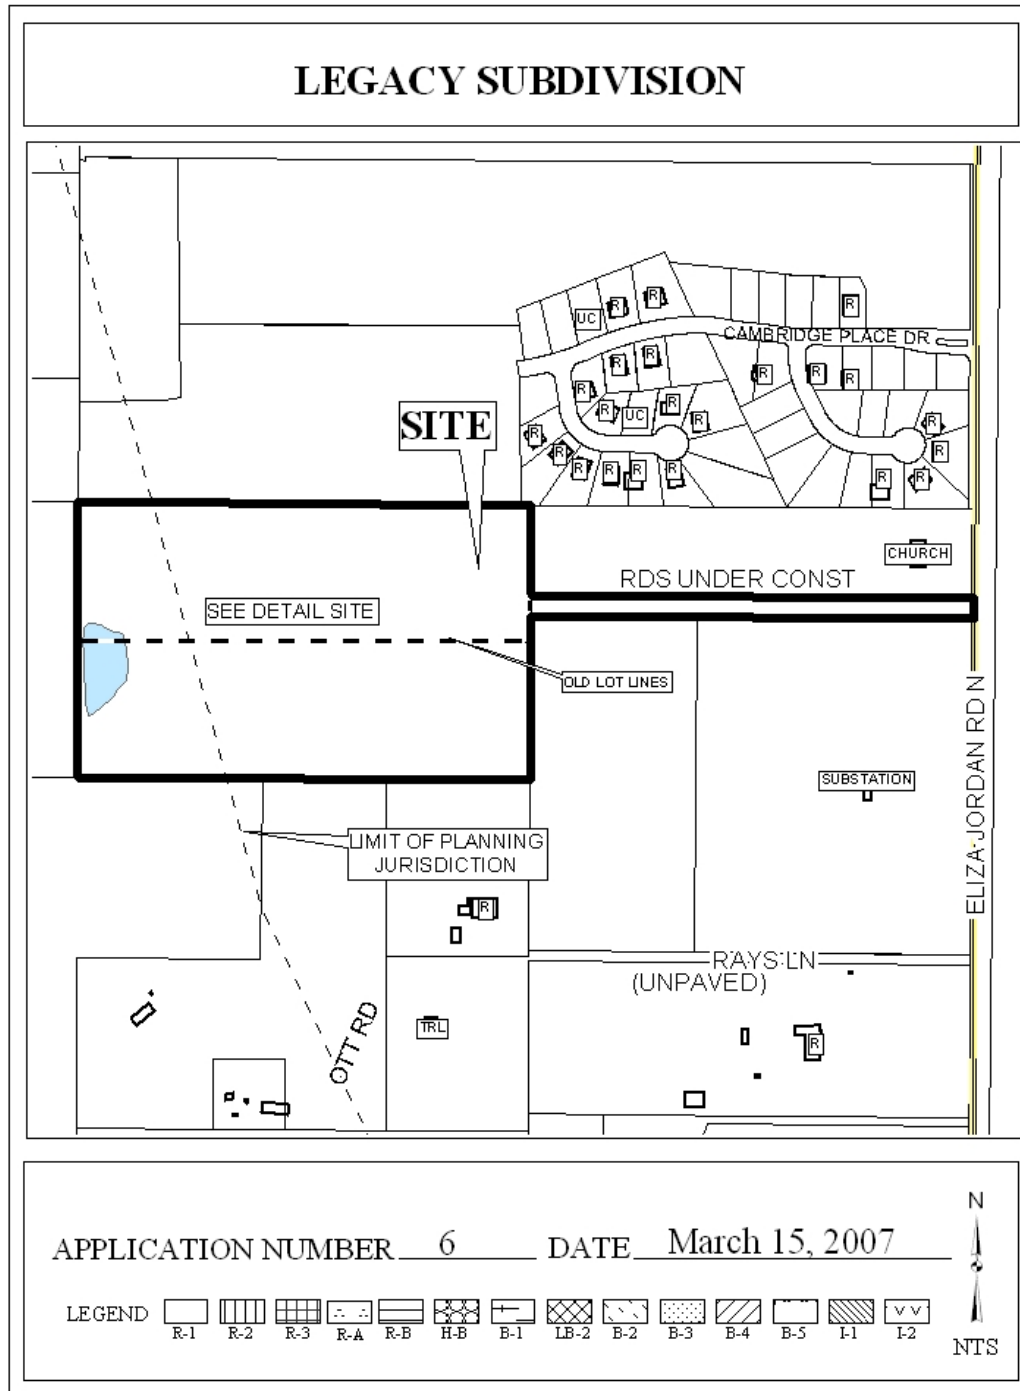 LEGACY SUBDIVISION
R
R
R
UC
CAMBRIDGE PLACE DR
R
R
R
R
R
R
R
UC
R
R
SITE
R
R
R
R
R
R
R
R
R
R
R
CHURCH
RDS UNDER CONST
SEE DETAIL SITE
OLD LOT LINES
ELIZA JORDAN RD N
SUBSTATION
LIMIT OF PLANNING
JURISDICTION
R
RAYS LN
(UNPAVED)
OTT RD
TRL
R
APPLICATION NUMBER 6 DATE March 15, 2007
N
LEGEND
R-1 R-2 R-3 R-A R-B H-B B-1 LB-2 B-2 B-3 B-4 B-5 I-1 I-2
NTS